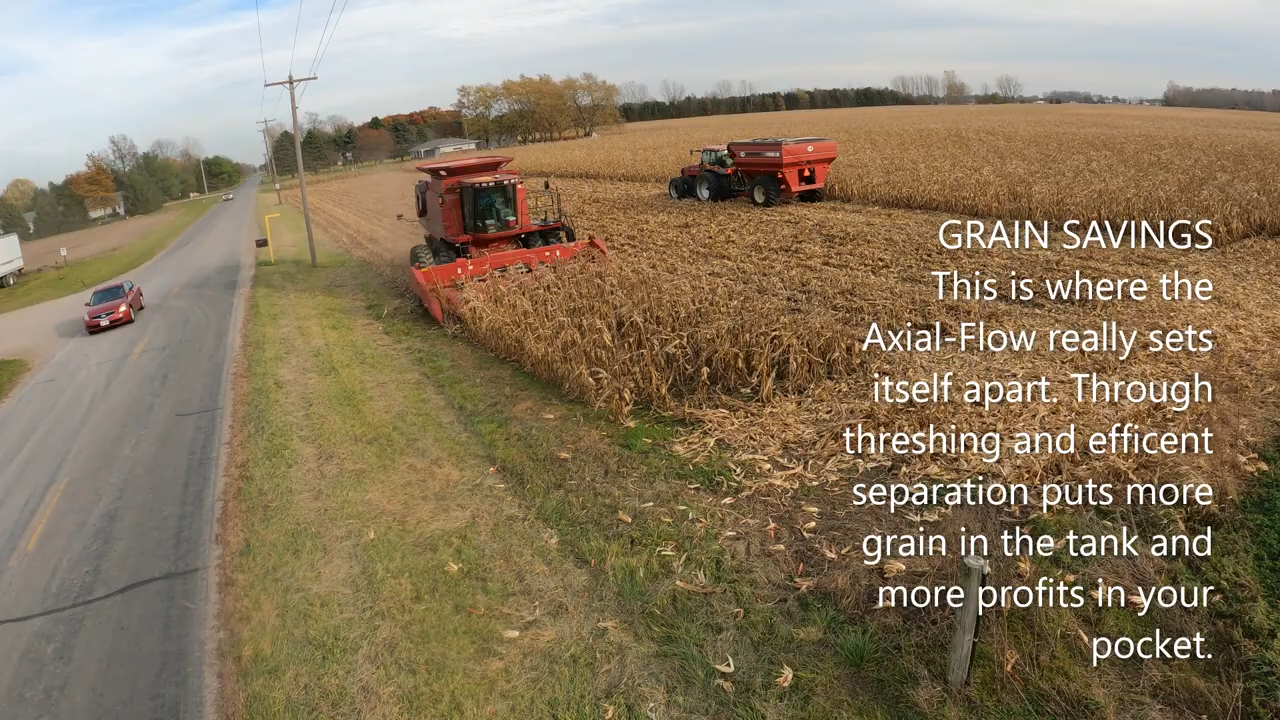 GRAIN SAVINGS
This is where the
Axial-Flow really sets
itself apart. Through
threshing and efficent
separation puts more
grain in the tank and
more profits in your
pocket.